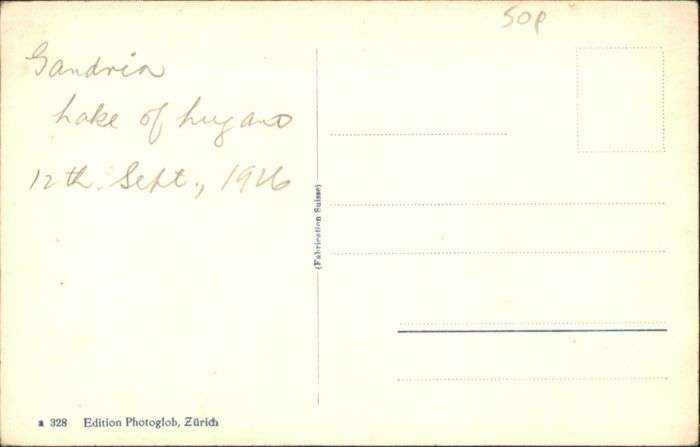 50p
Gandria
Lake of Lugano
12th. Sept., 1926
(Fabrication Suisse)
a 328 Edition Photoglob, Zürich